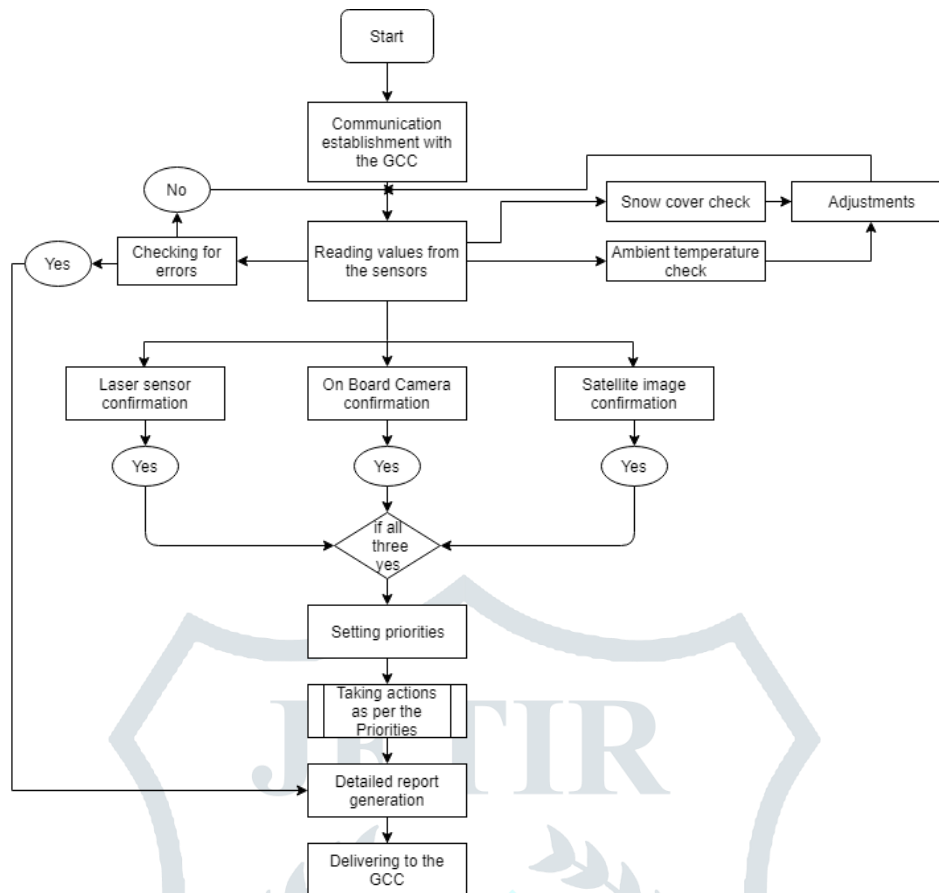 Start
Communication
establishment with
the GCC
No
Snow cover check
Adjustments
Yes
Checking for
errors
Reading values from
the sensors
Ambient temperature
check
Laser sensor
confirmation
On Board Camera
confirmation
Satellite image
confirmation
Yes
Yes
Yes
if all
three
yes
Setting priorities
Taking actions
as per the
Priorities
JETIR
Detailed report
generation
Delivering to the
GCC